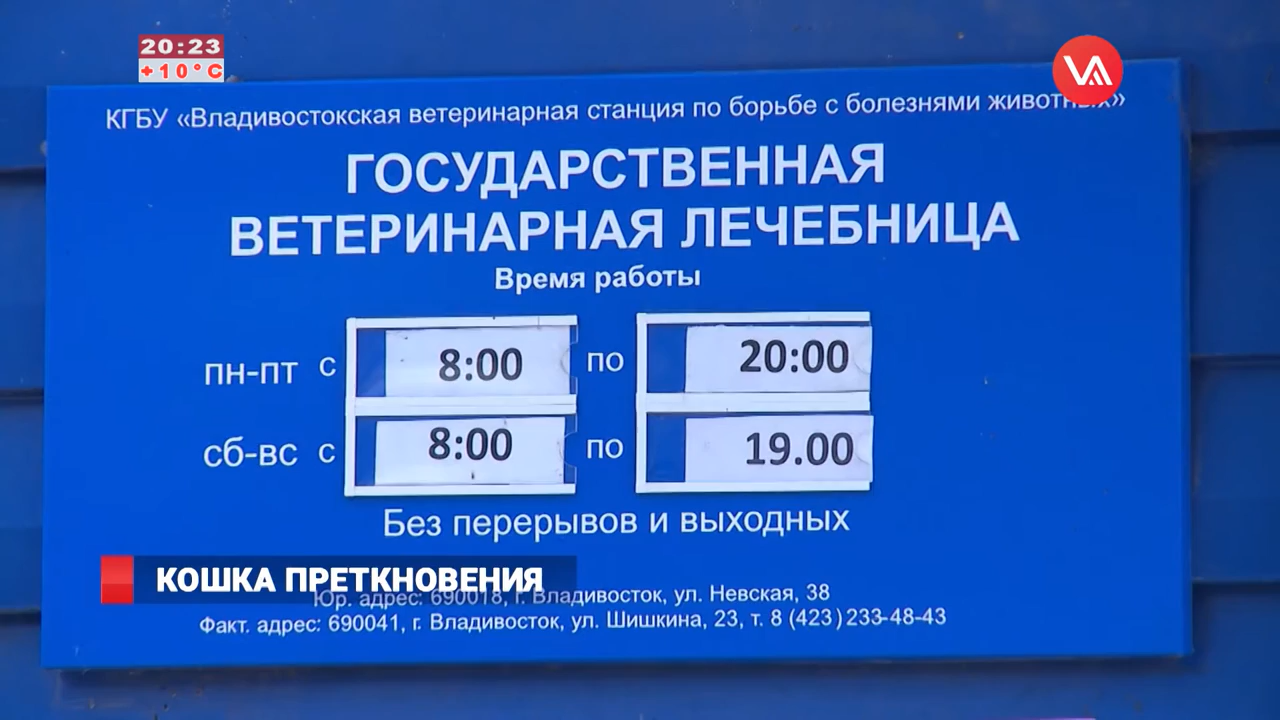 20:23
+10°C
КГБУ «Владивостокская ветеринарная станция по борьбе с болезнями животных»
ГОСУДАРСТВЕННАЯ
ВЕТЕРИНАРНАЯ ЛЕЧЕБНИЦА
Время работы
пн-пт с 8:00 по 20:00
сб-вс с 8:00 по 19.00
Без перерывов и выходных
КОШКА ПРЕТКНОВЕНИЯ
Юр. адрес: 690018, г. Владивосток, ул. Невская, 38
Факт. адрес: 690041, г. Владивосток, ул. Шишкина, 23, т. 8 (423) 233-48-43